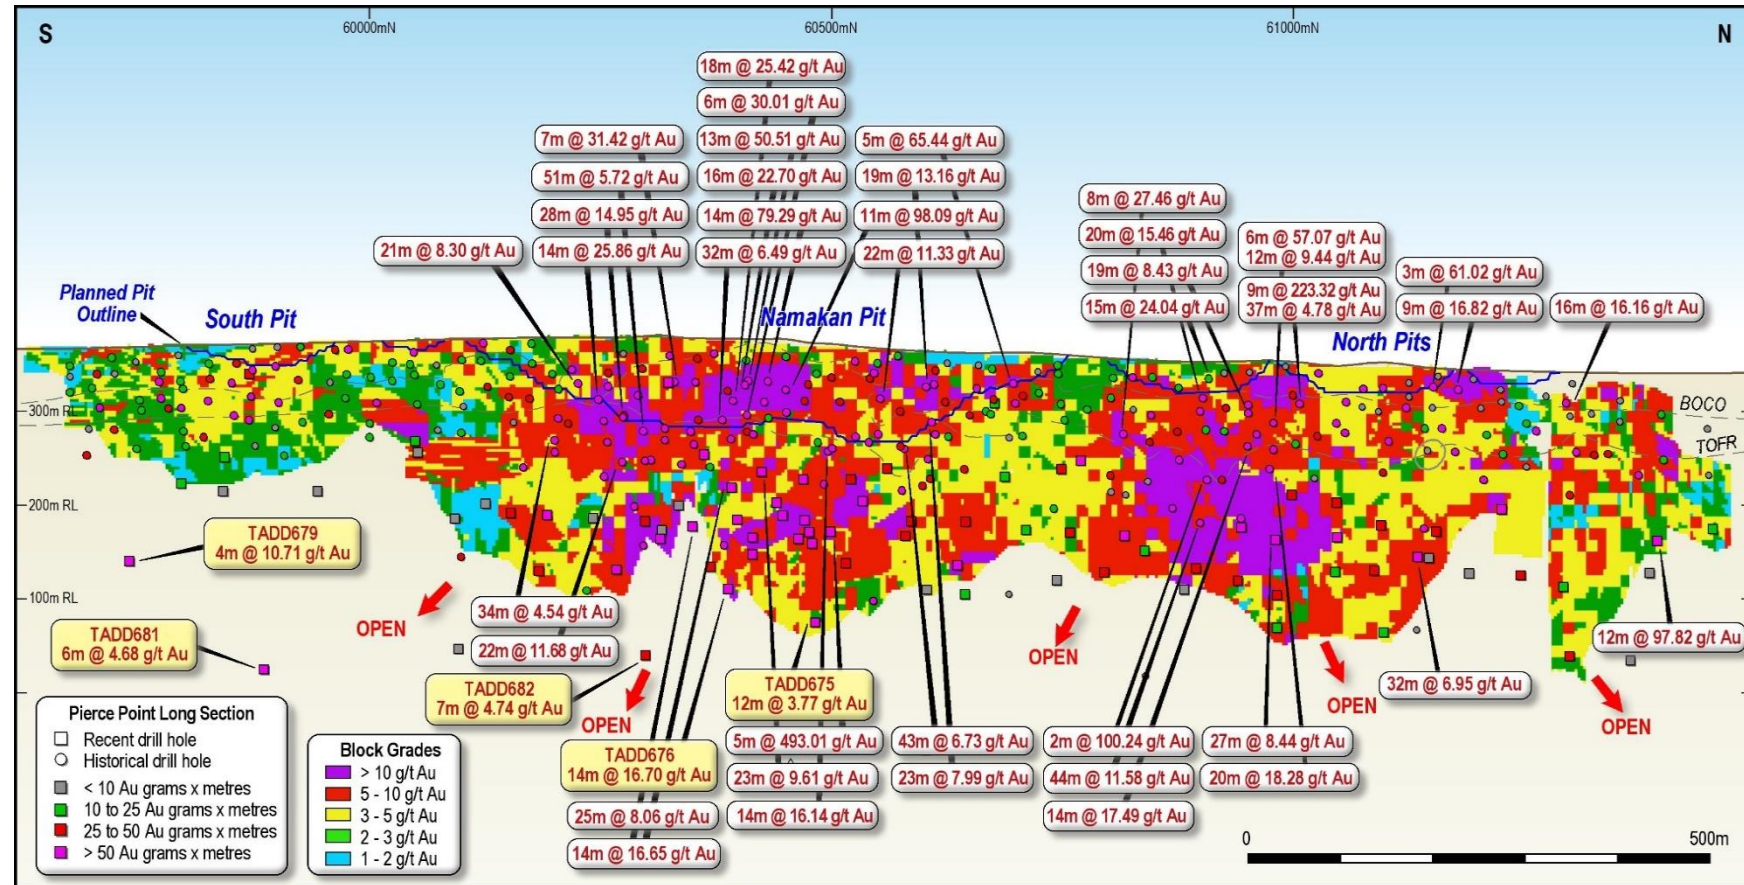 S
60000mN
60500mN
61000mN
N
18m @ 25.42 g/t Au
6m @ 30.01 g/t Au
7m @ 31.42 g/t Au
13m @ 50.51 g/t Au
5m @ 65.44 g/t Au
51m @ 5.72 g/t Au
16m @ 22.70 g/t Au
19m @ 13.16 g/t Au
8m @ 27.46 g/t Au
28m @ 14.95 g/t Au
14m @ 79.29 g/t Au
11m @ 98.09 g/t Au
20m @ 15.46 g/t Au
6m @ 57.07 g/t Au
12m @ 9.44 g/t Au
21m @ 8.30 g/t Au
14m @ 25.86 g/t Au
32m @ 6.49 g/t Au
22m @ 11.33 g/t Au
19m @ 8.43 g/t Au
3m @ 61.02 g/t Au
9m @ 223.32 g/t Au
37m @ 4.78 g/t Au
15m @ 24.04 g/t Au
9m @ 16.82 g/t Au
16m @ 16.16 g/t Au
Planned Pit
Outline
South Pit
Namakan Pit
North Pits
300m RL
BOCO
TOFR
200m RL
TADD679
4m @ 10.71 g/t Au
100m RL
OPEN
34m @ 4.54 g/t Au
TADD681
6m @ 4.68 g/t Au
22m @ 11.68 g/t Au
12m @ 97.82 g/t Au
OPEN
TADD682
7m @ 4.74 g/t Au
TADD675
12m @ 3.77 g/t Au
32m @ 6.95 g/t Au
OPEN
OPEN
OPEN
TADD676
14m @ 16.70 g/t Au
5m @ 493.01 g/t Au
43m @ 6.73 g/t Au
2m @ 100.24 g/t Au
27m @ 8.44 g/t Au
23m @ 9.61 g/t Au
23m @ 7.99 g/t Au
44m @ 11.58 g/t Au
20m @ 18.28 g/t Au
25m @ 8.06 g/t Au
14m @ 16.14 g/t Au
14m @ 17.49 g/t Au
14m @ 16.65 g/t Au
Pierce Point Long Section
Recent drill hole
Historical drill hole
< 10 Au grams x metres
10 to 25 Au grams x metres
25 to 50 Au grams x metres
> 50 Au grams x metres
Block Grades
> 10 g/t Au
5 - 10 g/t Au
3 - 5 g/t Au
2 - 3 g/t Au
1 - 2 g/t Au
0
500m